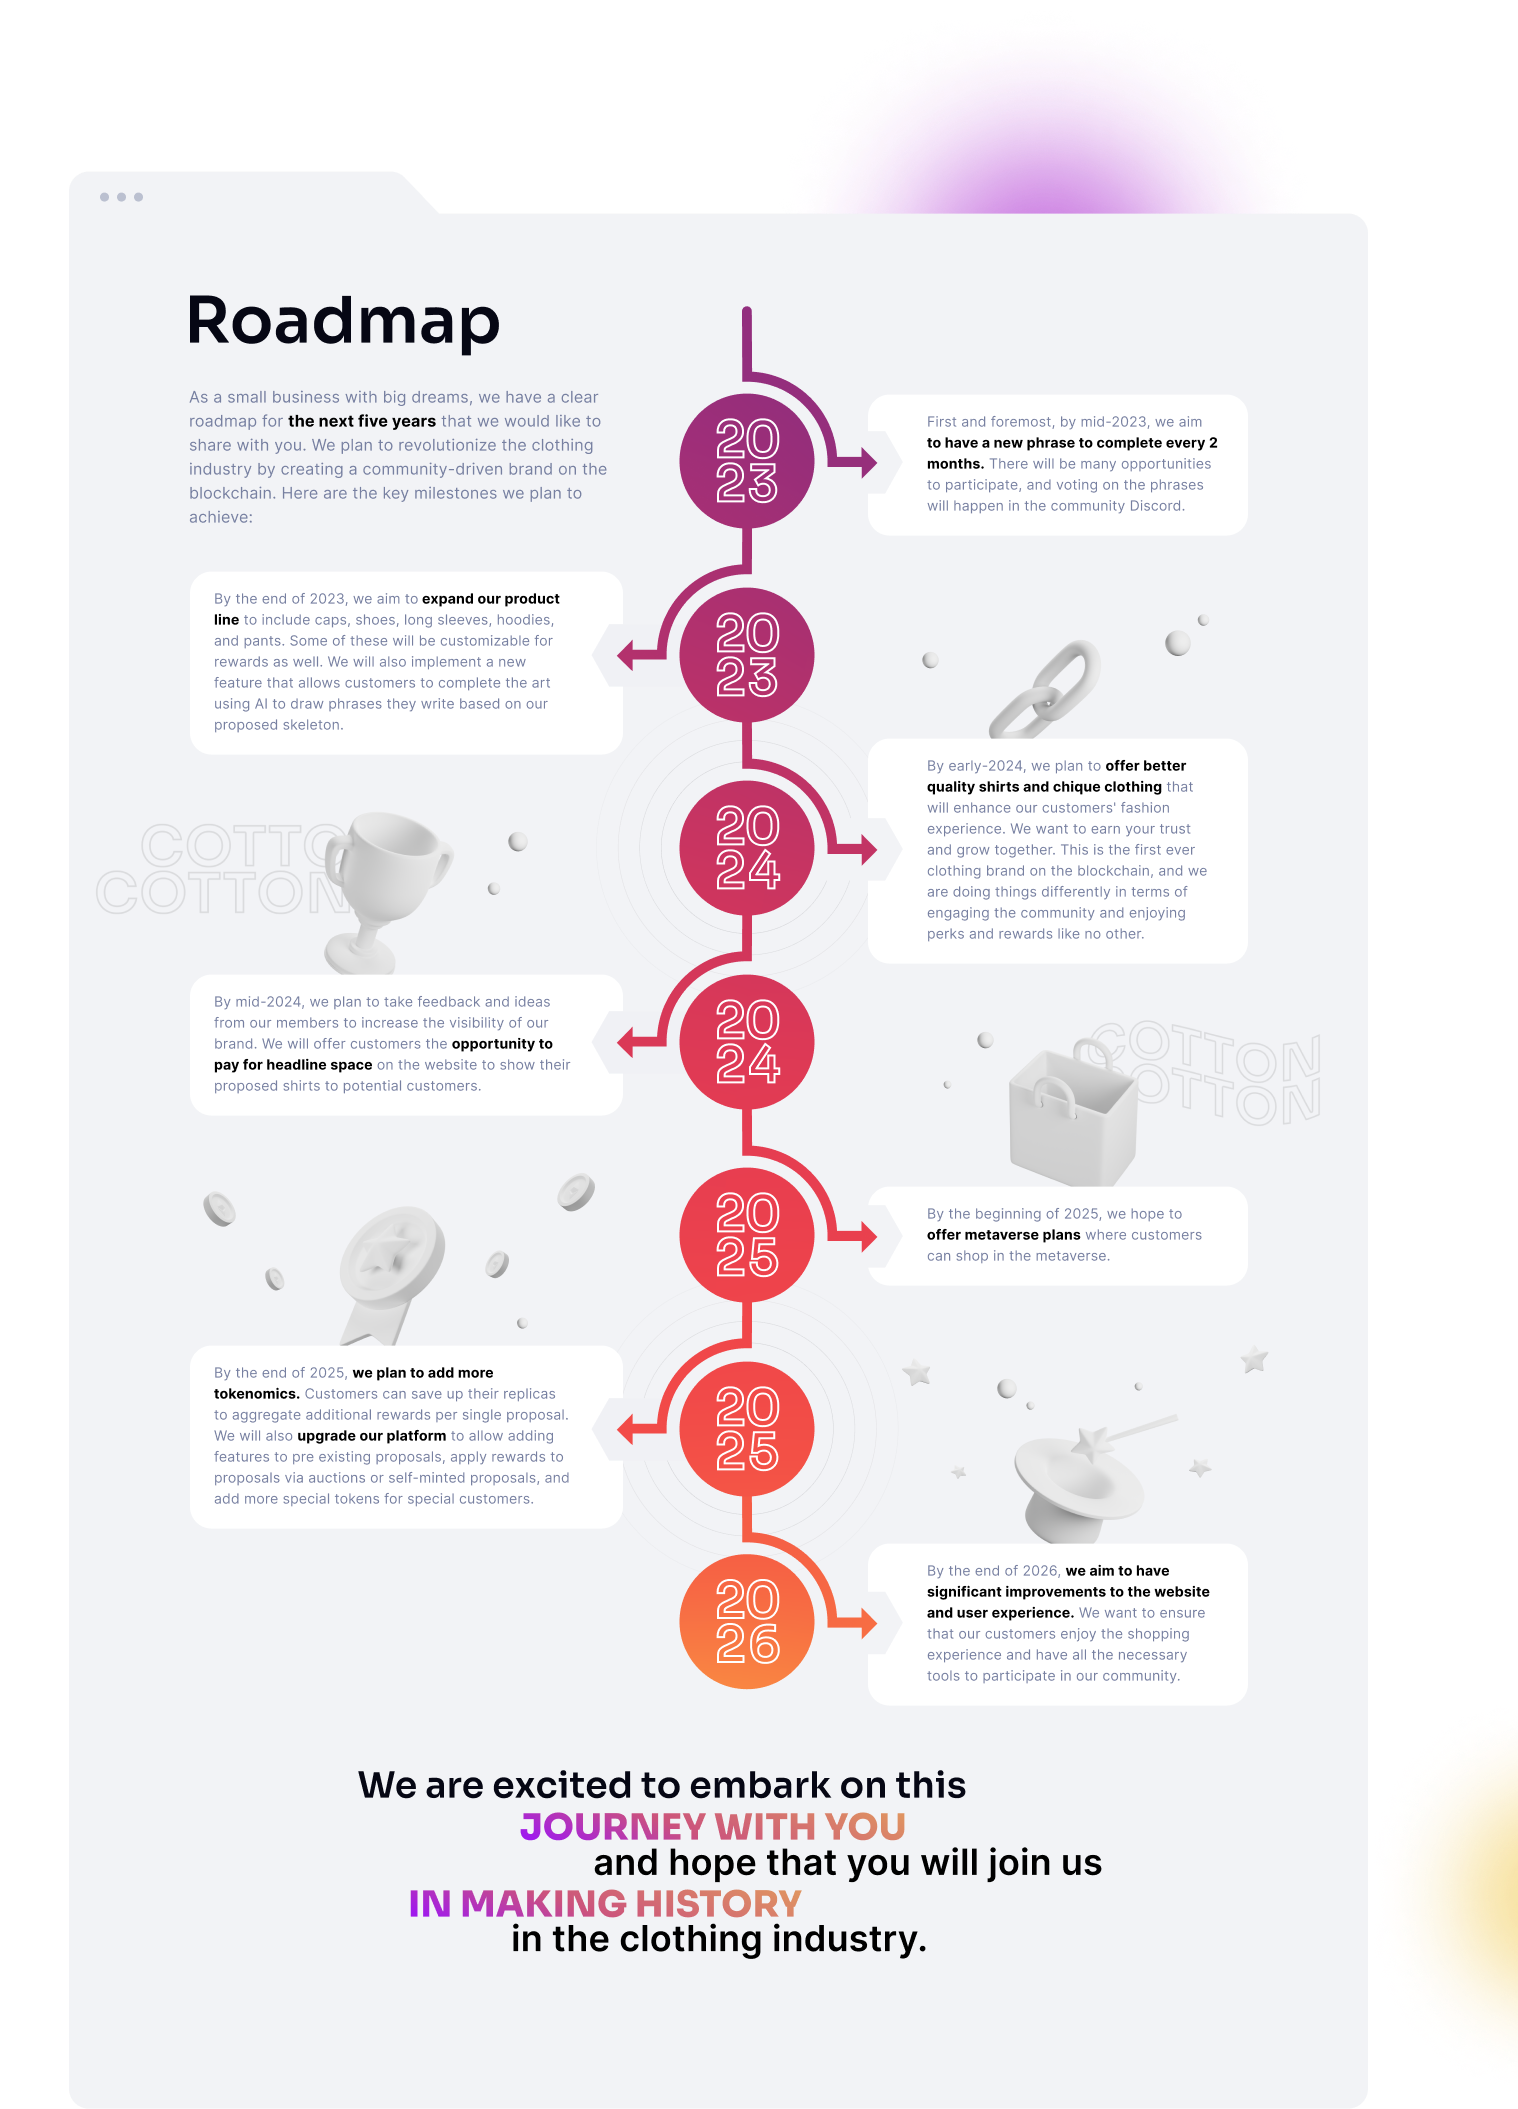 Roadmap
As a small business with big dreams, we have a clear
roadmap for the next five years that we would like to
share with you. We plan to revolutionize the clothing
industry by creating a community-driven brand on the
blockchain. Here are the key milestones we plan to
achieve:
20
23
First and foremost, by mid-2023, we aim
to have a new phrase to complete every 2
months. There will be many opportunities
to participate, and voting on the phrases
will happen in the community Discord.
By the end of 2023, we aim to expand our product
line to include caps, shoes, long sleeves, hoodies,
and pants. Some of these will be customizable for
rewards as well. We will also implement a new
feature that allows customers to complete the art
using AI to draw phrases they write based on our
proposed skeleton.
20
23
20
24
By early-2024, we plan to offer better
quality shirts and chique clothing that
will enhance our customers' fashion
experience. We want to earn your trust
and grow together. This is the first ever
clothing brand on the blockchain, and we
are doing things differently in terms of
engaging the community and enjoying
perks and rewards like no other.
COTTO
COTTON
By mid-2024, we plan to take feedback and ideas
from our members to increase the visibility of our
brand. We will offer customers the opportunity to
pay for headline space on the website to show their
proposed shirts to potential customers.
20
24
COTTON
OTTON
20
25
By the beginning of 2025, we hope to
offer metaverse plans where customers
can shop in the metaverse.
By the end of 2025, we plan to add more
tokenomics. Customers can save up their replicas
to aggregate additional rewards per single proposal.
We will also upgrade our platform to allow adding
features to pre existing proposals, apply rewards to
proposals via auctions or self-minted proposals, and
add more special tokens for special customers.
20
25
20
26
By the end of 2026, we aim to have
significant improvements to the website
and user experience. We want to ensure
that our customers enjoy the shopping
experience and have all the necessary
tools to participate in our community.
We are excited to embark on this
JOURNEY WITH YOU
and hope that you will join us
IN MAKING HISTORY
in the clothing industry.